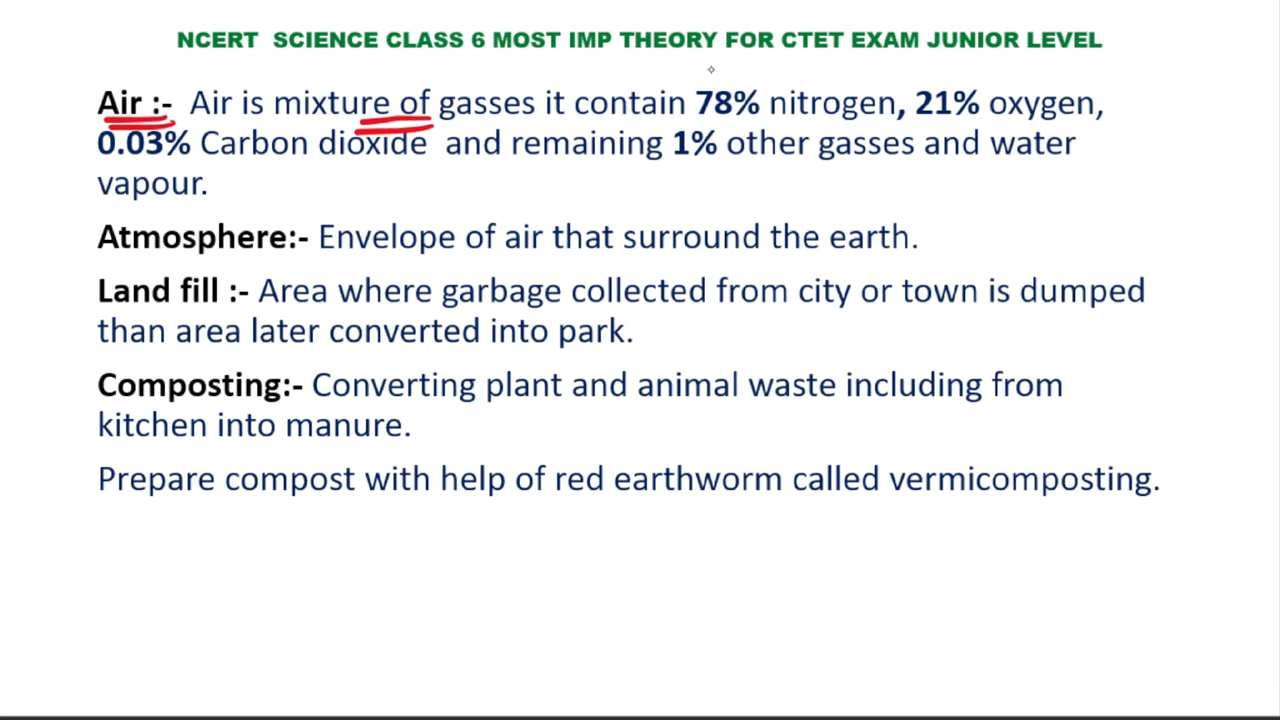 NCERT SCIENCE CLASS 6 MOST IMP THEORY FOR CTET EXAM JUNIOR LEVEL
Air :- Air is mixture of gasses it contain 78% nitrogen, 21% oxygen,
0.03% Carbon dioxide and remaining 1% other gasses and water
vapour.
Atmosphere:- Envelope of air that surround the earth.
Land fill :- Area where garbage collected from city or town is dumped
than area later converted into park.
Composting:- Converting plant and animal waste including from
kitchen into manure.
Prepare compost with help of red earthworm called vermicomposting.